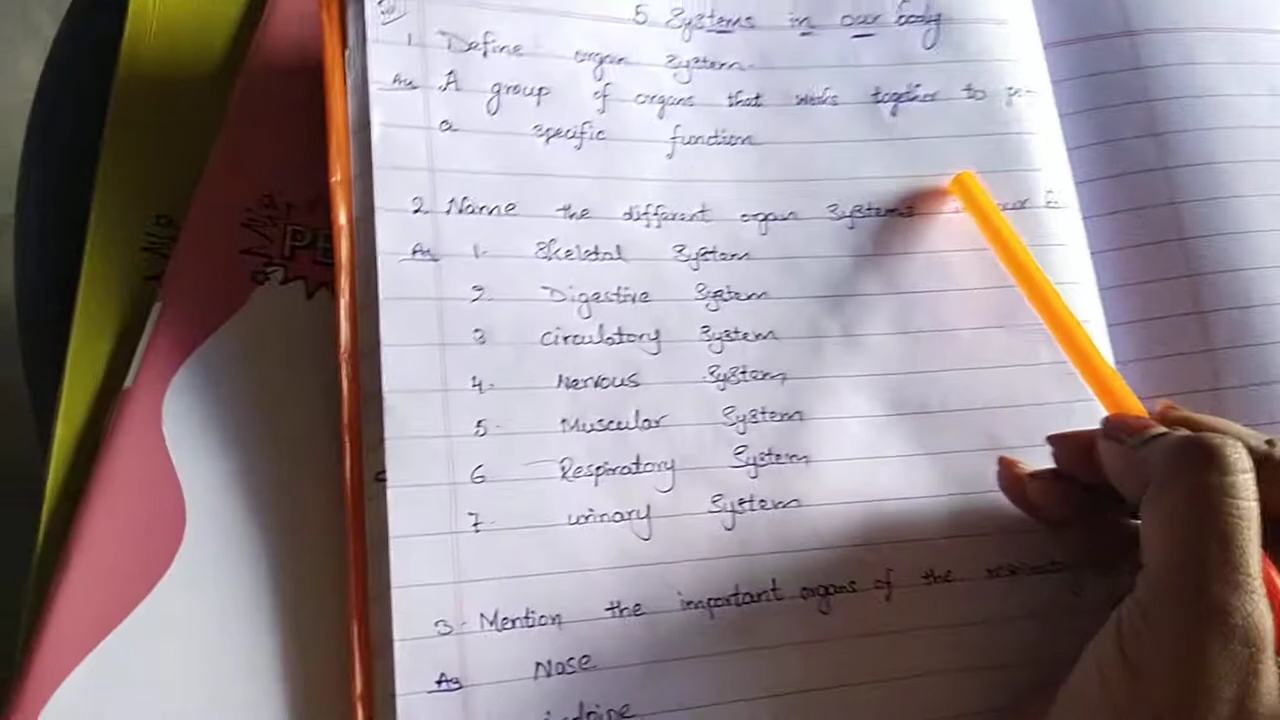 5 Systems in our body
1. Define organ system.
Ans A group of organs that works together to
a specific function
2. Name the different organ systems
Ans 1. Skeletal System
2. Digestive System
3 circulatory System
4. Nervous System
5. Muscular System
6 Respiratory System
7. urinary System
3. Mention the important organs of the
Ans Nose
PE